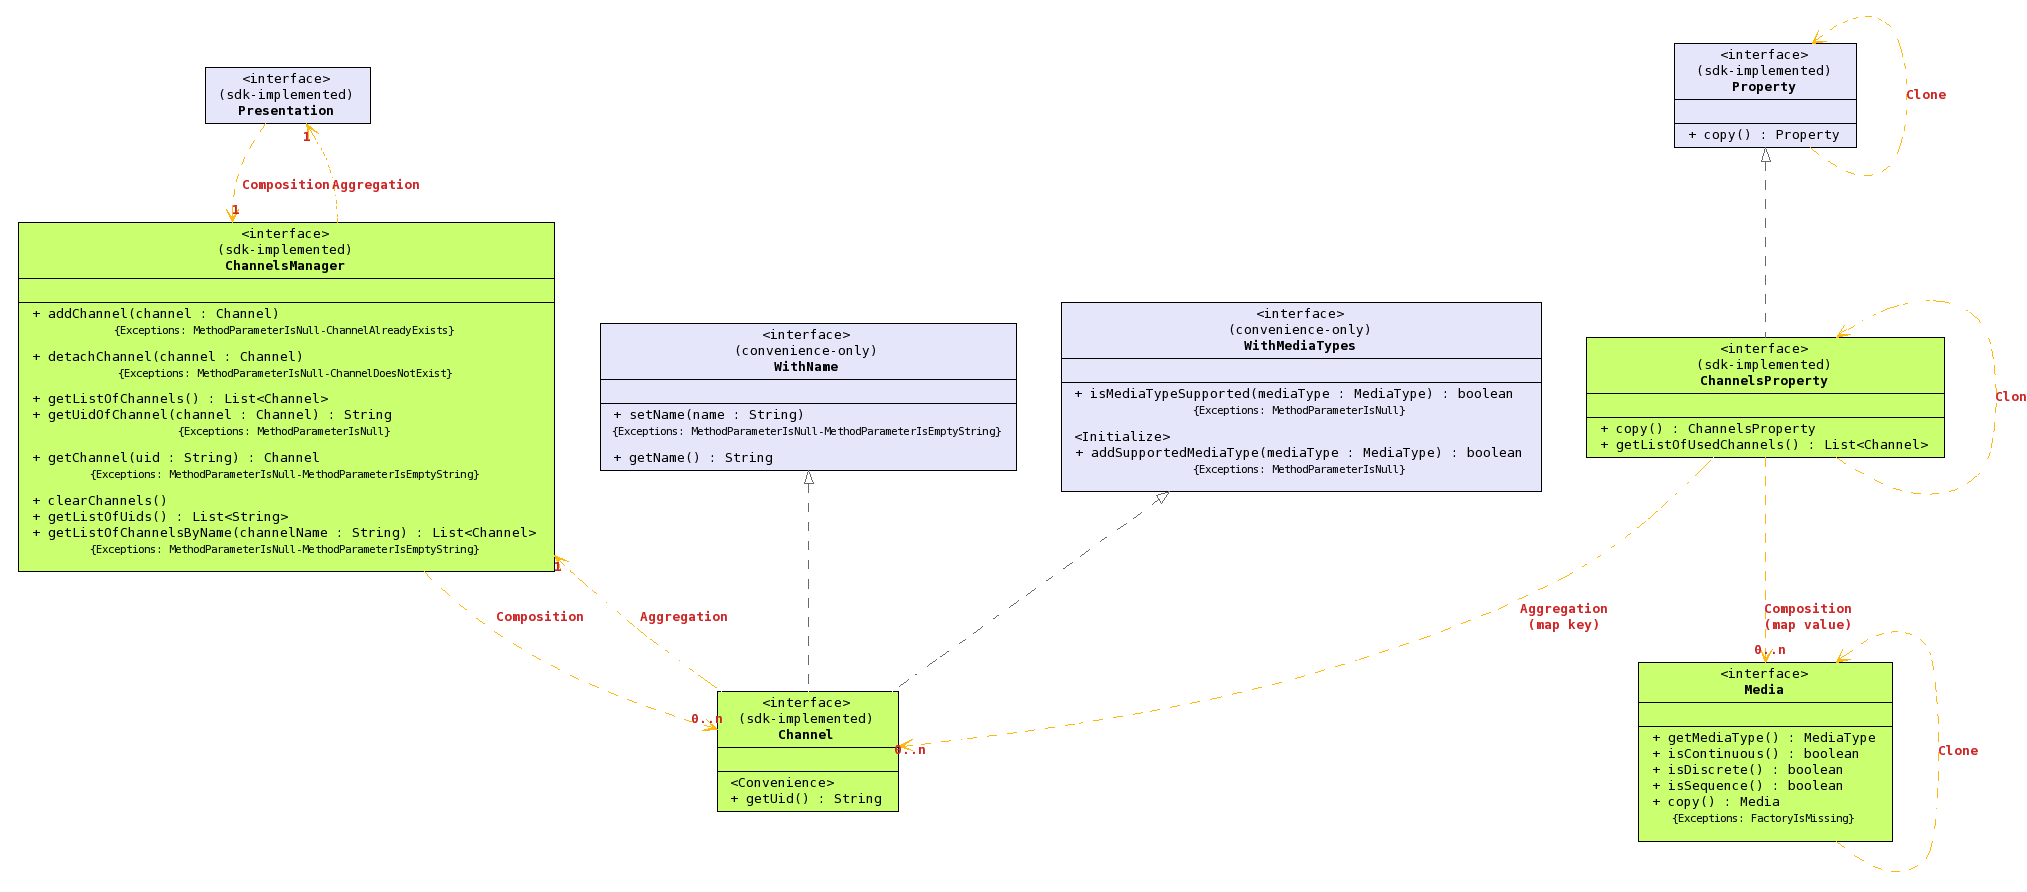 <interface>
(sdk-implemented)
Presentation
1
Composition
Aggregation
1
<interface>
(sdk-implemented)
ChannelsManager
+ addChannel(channel : Channel)
{Exceptions: MethodParameterIsNull-ChannelAlreadyExists}
+ detachChannel(channel : Channel)
{Exceptions: MethodParameterIsNull-ChannelDoesNotExist}
+ getListOfChannels() : List<Channel>
+ getUidOfChannel(channel : Channel) : String
{Exceptions: MethodParameterIsNull}
+ getChannel(uid : String) : Channel
{Exceptions: MethodParameterIsNull-MethodParameterIsEmptyString}
+ clearChannels()
+ getListOfUids() : List<String>
+ getListOfChannelsByName(channelName : String) : List<Channel>
{Exceptions: MethodParameterIsNull-MethodParameterIsEmptyString}
1
Composition
Aggregation
0..n
<interface>
(convenience-only)
WithName
+ setName(name : String)
{Exceptions: MethodParameterIsNull-MethodParameterIsEmptyString}
+ getName() : String
<interface>
(convenience-only)
WithMediaTypes
+ isMediaTypeSupported(mediaType : MediaType) : boolean
{Exceptions: MethodParameterIsNull}
<Initialize>
+ addSupportedMediaType(mediaType : MediaType) : boolean
{Exceptions: MethodParameterIsNull}
<interface>
(sdk-implemented)
Channel
<Convenience>
+ getUid() : String
0..n
<interface>
(sdk-implemented)
Property
+ copy() : Property
Clone
<interface>
(sdk-implemented)
ChannelsProperty
+ copy() : ChannelsProperty
+ getListOfUsedChannels() : List<Channel>
Clon
Aggregation
(map key)
Composition
(map value)
0..n
<interface>
Media
+ getMediaType() : MediaType
+ isContinuous() : boolean
+ isDiscrete() : boolean
+ isSequence() : boolean
+ copy() : Media
{Exceptions: FactoryIsMissing}
Clone